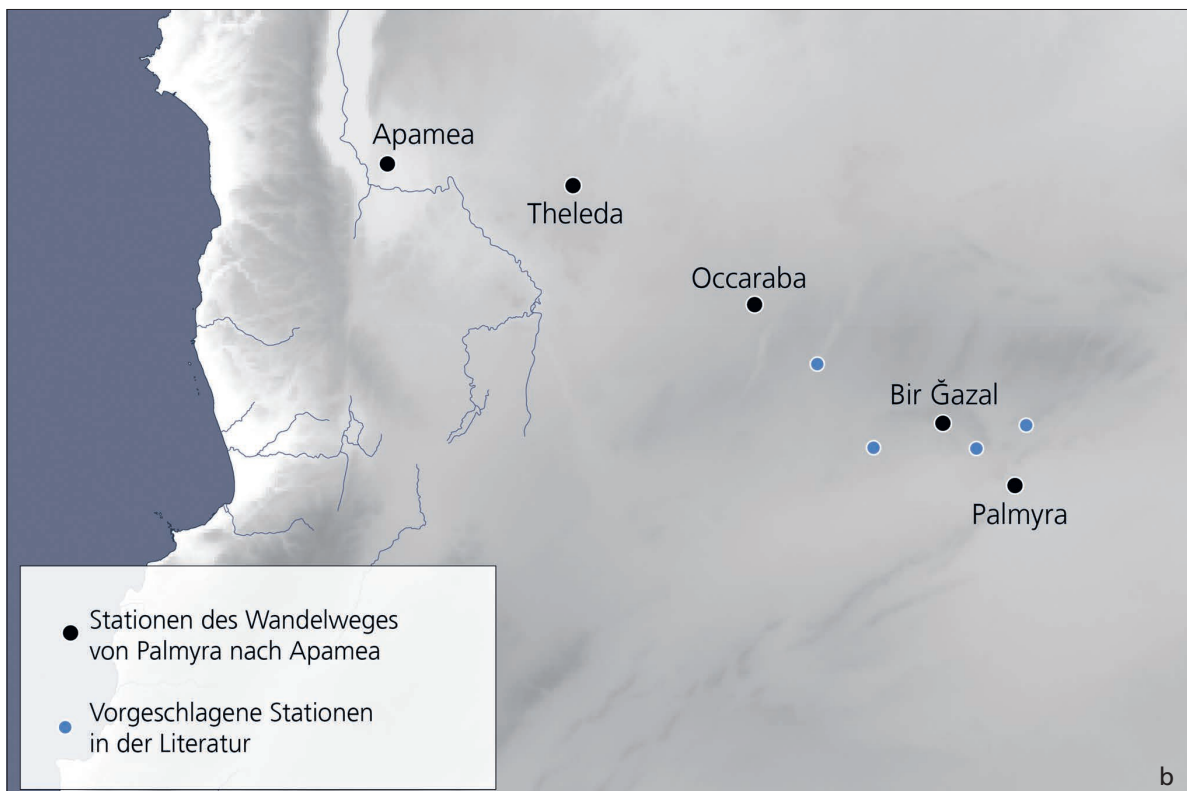 Apamea
Theleda
Occaraba
Bir Ğazal
Palmyra
Stationen des Wandelweges
von Palmyra nach Apamea
Vorgeschlagene Stationen
in der Literatur
b